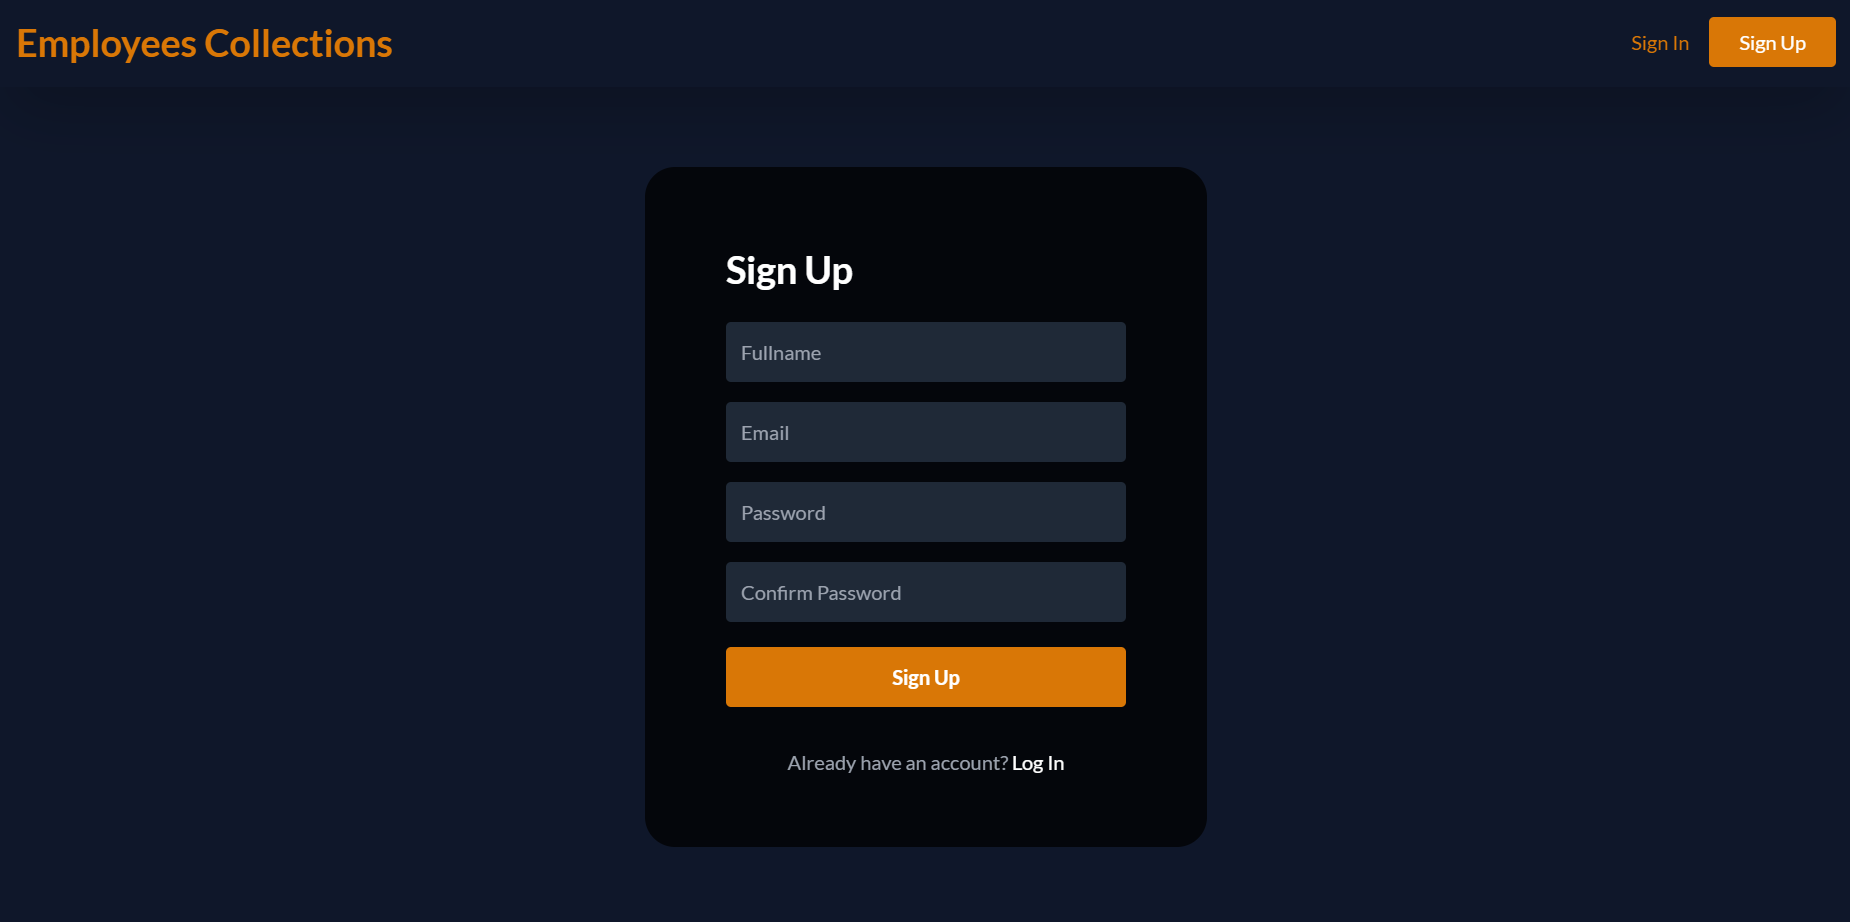 Employees Collections
Sign In
Sign Up
Sign Up
Fullname
Email
Password
Confirm Password
Sign Up
Already have an account? Log In